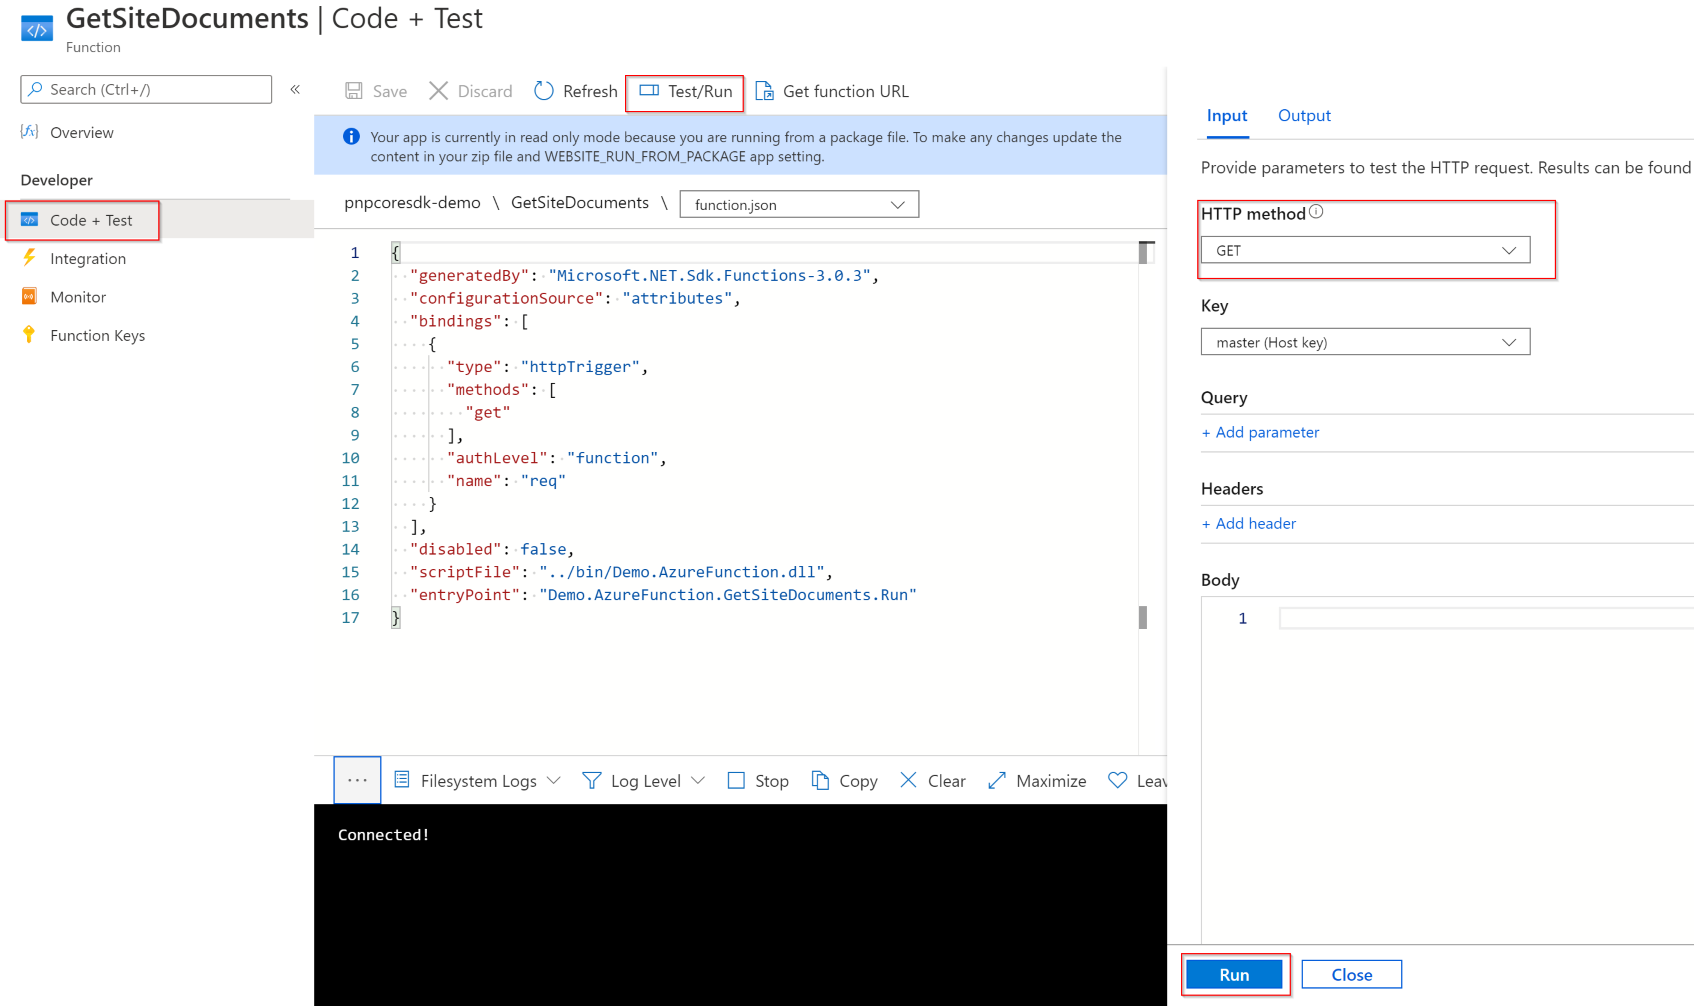 GetSiteDocuments | Code + Test
Function
Search (Ctrl+/)
«
Overview
Developer
Code + Test
Integration
Monitor
Function Keys
Save
Discard
Refresh
Test/Run
Get function URL
Your app is currently in read only mode because you are running from a package file. To make any changes update the
content in your zip file and WEBSITE_RUN_FROM_PACKAGE app setting.
pnpcoresdk-demo \ GetSiteDocuments \ function.json
1 {
2 "generatedBy": "Microsoft.NET.Sdk.Functions-3.0.3",
3 "configurationSource": "attributes",
4 "bindings": [
5 {
6 "type": "httpTrigger",
7 "methods": [
8 "get"
9 ],
10 "authLevel": "function",
11 "name": "req"
12 }
13 ],
14 "disabled": false,
15 "scriptFile": "../bin/Demo.AzureFunction.dll",
16 "entryPoint": "Demo.AzureFunction.GetSiteDocuments.Run"
17 }
... Filesystem Logs
Log Level
Stop
Copy
Clear
Maximize
Leav
Connected!
Input
Output
Provide parameters to test the HTTP request. Results can be found
HTTP method
GET
Key
master (Host key)
Query
+ Add parameter
Headers
+ Add header
Body
1
Run
Close